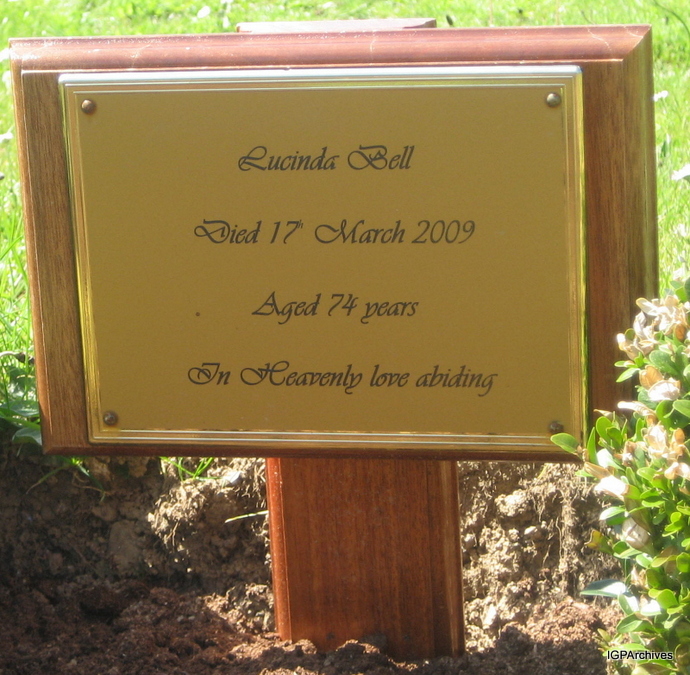 Lucinda Bell
Died 17th March 2009
Aged 74 years
In Heavenly love abiding
IGPArchives